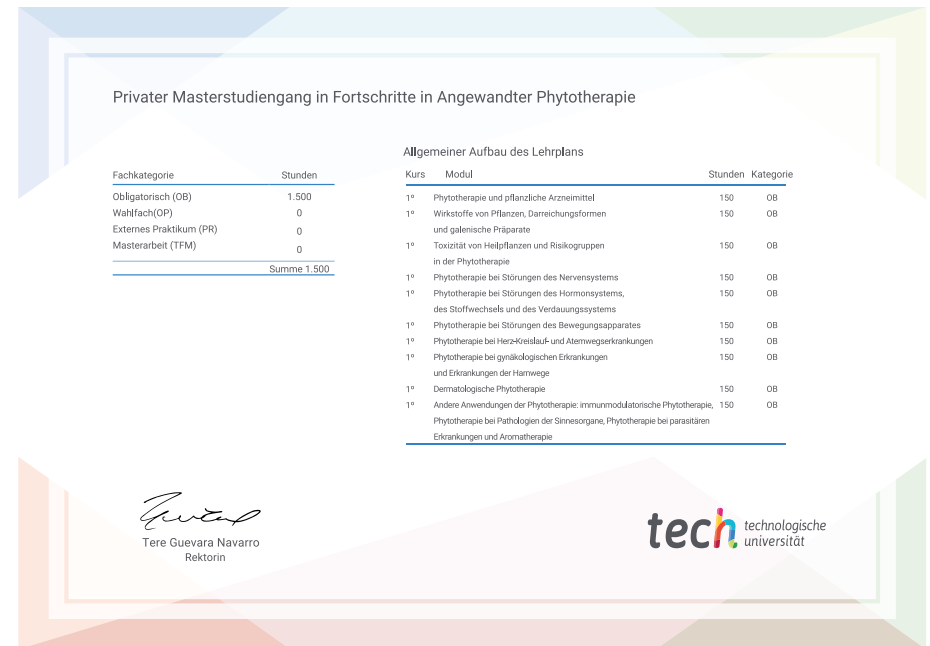 Privater Masterstudiengang in Fortschritte in Angewandter Phytotherapie
Fachkategorie Stunden
Obligatorisch (OB) 1.500
Wahlfach(OP) 0
Externes Praktikum (PR) 0
Masterarbeit (TFM) 0
Summe 1.500
Allgemeiner Aufbau des Lehrplans
Kurs Modul Stunden Kategorie
1º Phytotherapie und pflanzliche Arzneimittel 150 OB
1º Wirkstoffe von Pflanzen, Darreichungsformen 150 OB
und galenische Präparate
1º Toxizität von Heilpflanzen und Risikogruppen 150 OB
in der Phytotherapie
1º Phytotherapie bei Störungen des Nervensystems 150 OB
1º Phytotherapie bei Störungen des Hormonsystems, 150 OB
des Stoffwechsels und des Verdauungssystems
1º Phytotherapie bei Störungen des Bewegungsapparates 150 OB
1º Phytotherapie bei Herz-Kreislauf- und Atemwegserkrankungen 150 OB
1º Phytotherapie bei gynäkologischen Erkrankungen 150 OB
und Erkrankungen der Harnwege
1º Dermatologische Phytotherapie 150 OB
1º Andere Anwendungen der Phytotherapie: immunmodulatorische Phytotherapie, 150 OB
Phytotherapie bei Pathologien der Sinnesorgane, Phytotherapie bei parasitären
Erkrankungen und Aromatherapie
Tere Guevara Navarro
Rektorin
tech technologische
universität